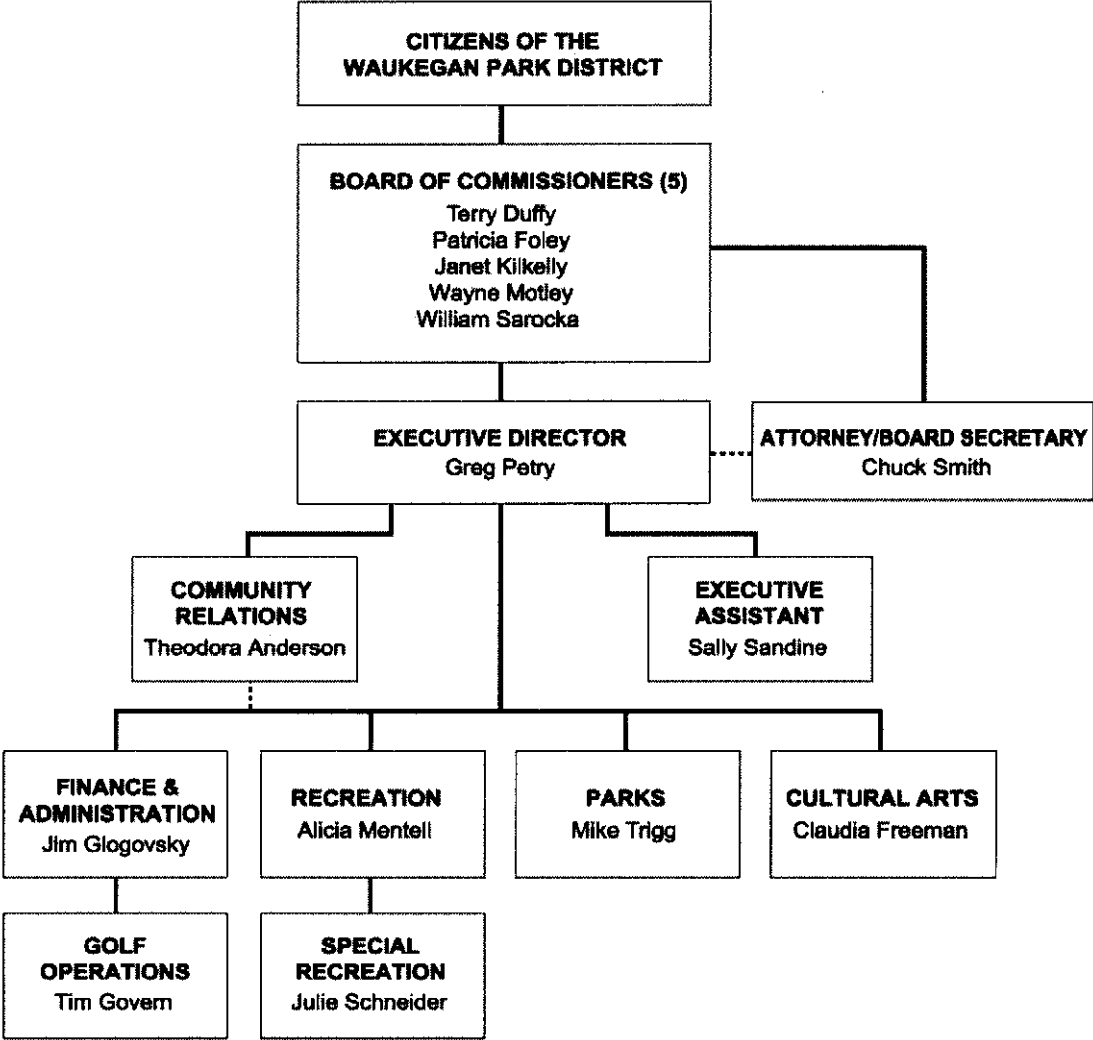 CITIZENS OF THE
WAUKEGAN PARK DISTRICT
BOARD OF COMMISSIONERS (5)
Terry Duffy
Patricia Foley
Janet Kilkelly
Wayne Motley
William Sarocka
EXECUTIVE DIRECTOR
Greg Petry
ATTORNEY/BOARD SECRETARY
Chuck Smith
COMMUNITY
RELATIONS
Theodora Anderson
EXECUTIVE
ASSISTANT
Sally Sandine
FINANCE &
ADMINISTRATION
Jim Glogovsky
RECREATION
Alicia Mentell
PARKS
Mike Trigg
CULTURAL ARTS
Claudia Freeman
GOLF
OPERATIONS
Tim Govern
SPECIAL
RECREATION
Julie Schneider